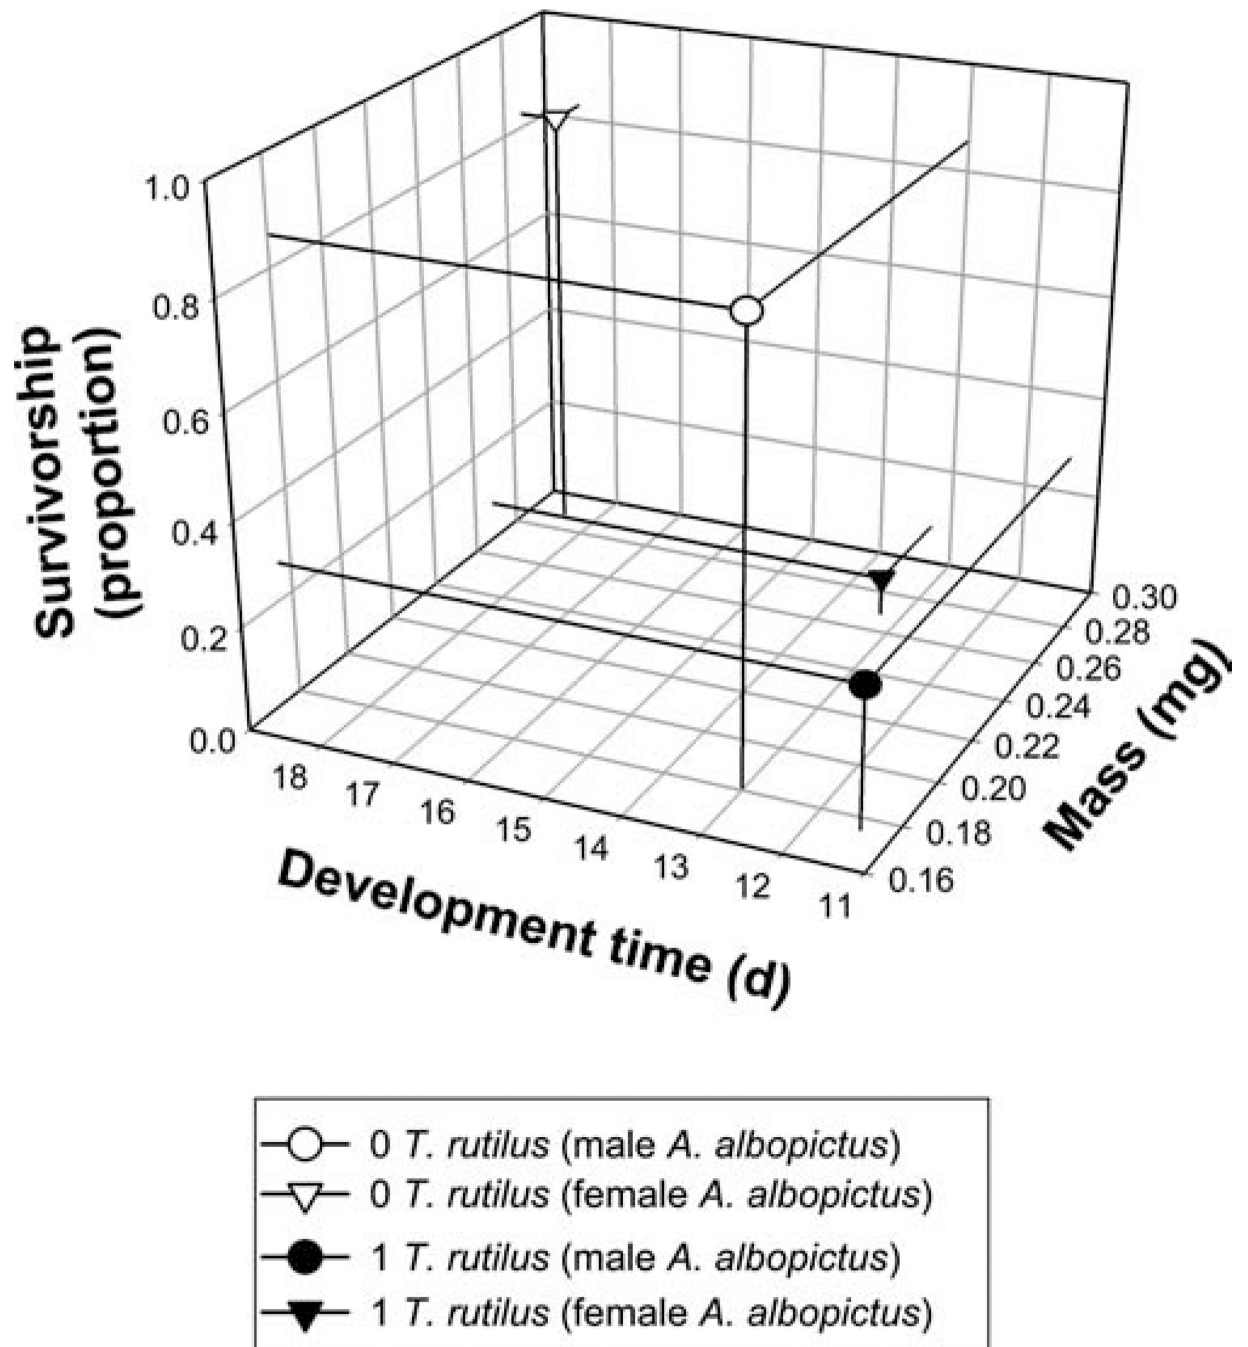 1.0
0.8
0.6
0.4
0.2
0.0
Survivorship
(proportion)
18
17
16
15
14
13
12
11
Development time (d)
0.30
0.28
0.26
0.24
0.22
0.20
0.18
0.16
Mass (mg)
0 T. rutilus (male A. albopictus)
0 T. rutilus (female A. albopictus)
1 T. rutilus (male A. albopictus)
1 T. rutilus (female A. albopictus)